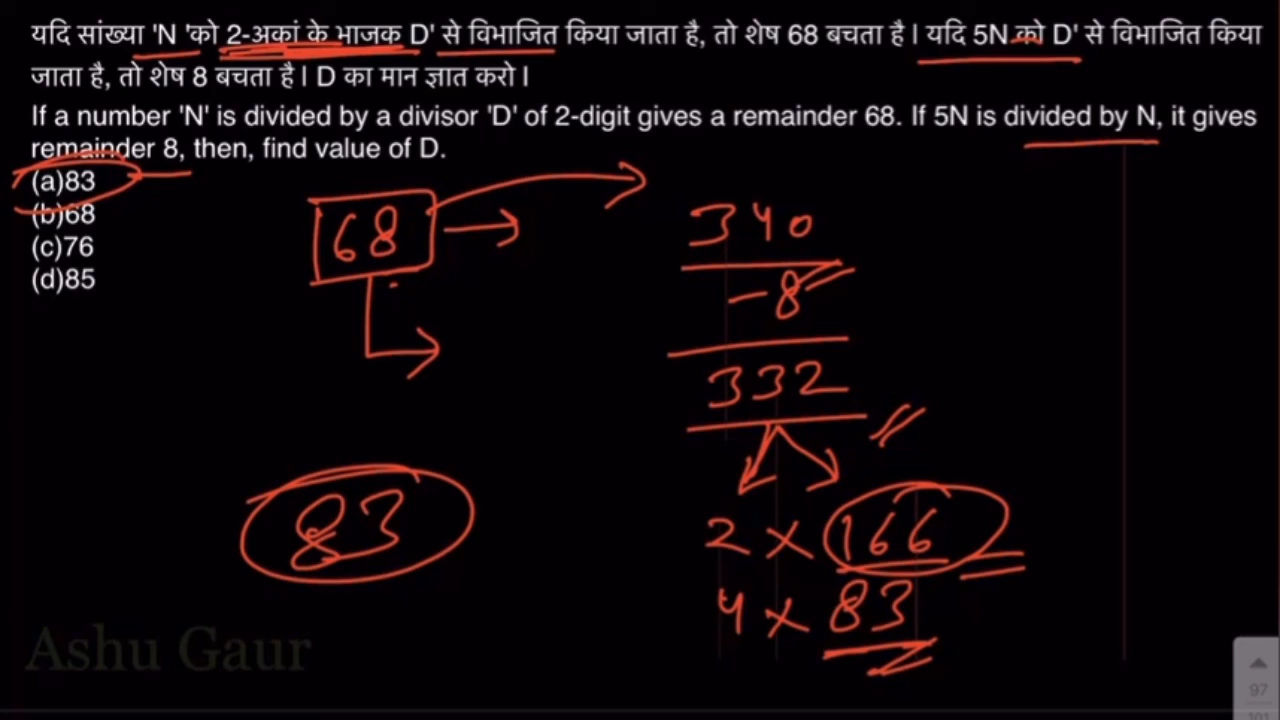 यदि सांख्या 'N 'को 2-अकां के भाजक D' से विभाजित किया जाता है, तो शेष 68 बचता है। यदि 5N को D' से विभाजित किया
जाता है, तो शेष 8 बचता है। D का मान ज्ञात करो।
If a number 'N' is divided by a divisor 'D' of 2-digit gives a remainder 68. If 5N is divided by N, it gives
remainder 8, then, find value of D.
(a)83
(b)68
(c)76
(d)85
68
340
-8
332
2 × 166
4 × 83
83
Ashu Gaur
97